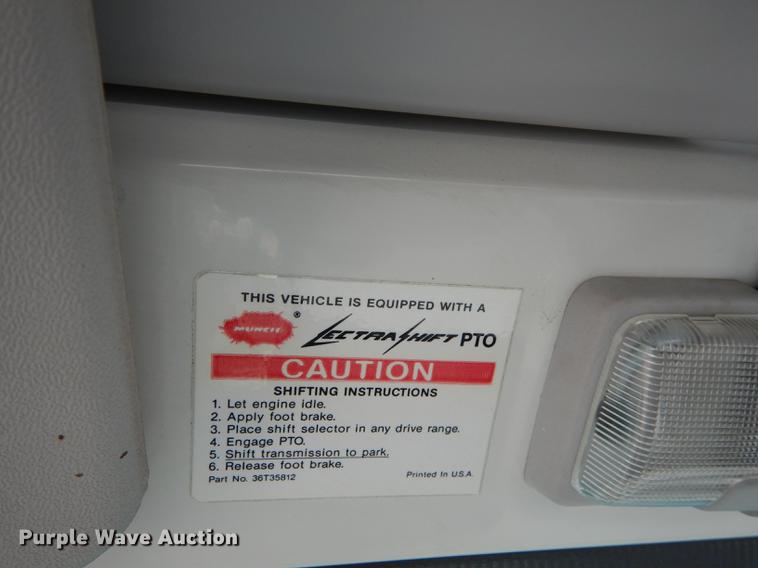 THIS VEHICLE IS EQUIPPED WITH A
MUNCIE ® LECTRASHIFT PTO
CAUTION
SHIFTING INSTRUCTIONS
1. Let engine idle.
2. Apply foot brake.
3. Place shift selector in any drive range.
4. Engage PTO.
5. Shift transmission to park.
6. Release foot brake.
Part No. 36T35812 Printed In U.S.A.
Purple Wave Auction